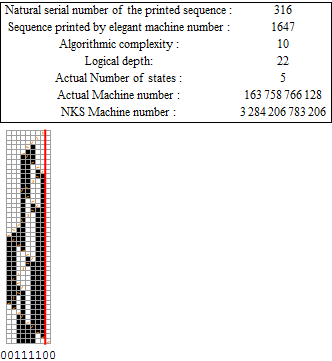 Natural serial number of the printed sequence : 316
Sequence printed by elegant machine number : 1647
Algorithmic complexity : 10
Logical depth: 22
Actual Number of states : 5
Actual Machine number : 163 758 766 128
NKS Machine number : 3 284 206 783 206
00111100